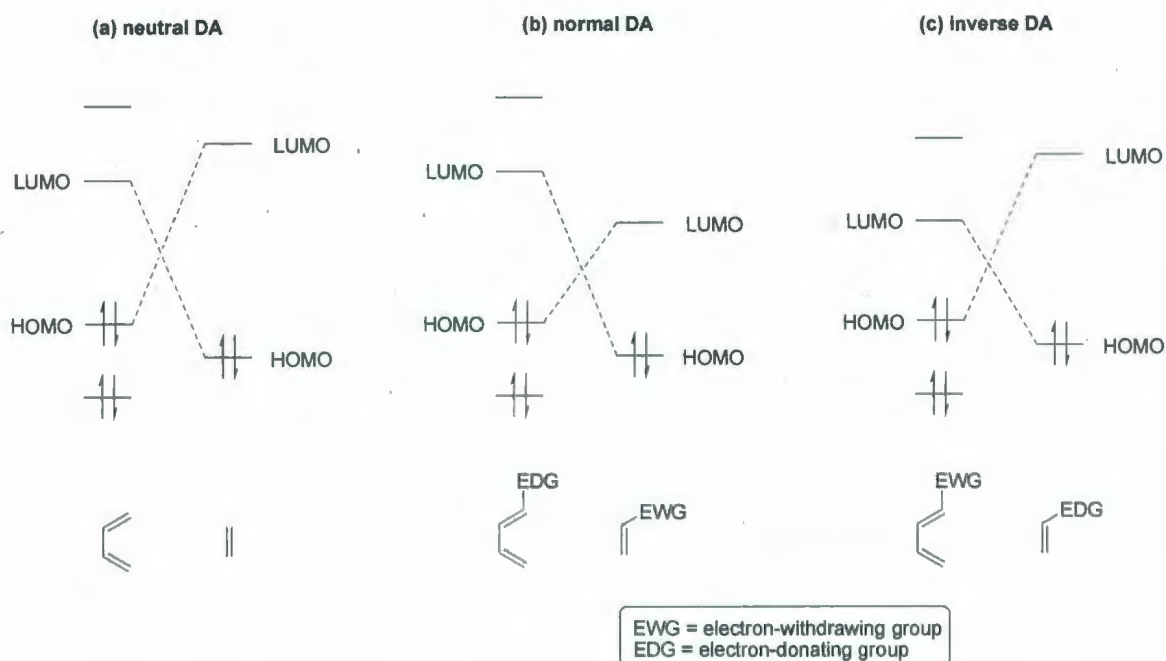 (a) neutral DA
(b) normal DA
(c) inverse DA
LUMO
LUMO
HOMO
HOMO
LUMO
LUMO
HOMO
HOMO
LUMO
LUMO
HOMO
HOMO
EDG
EWG
EWG
EDG
EWG = electron-withdrawing group
EDG = electron-donating group